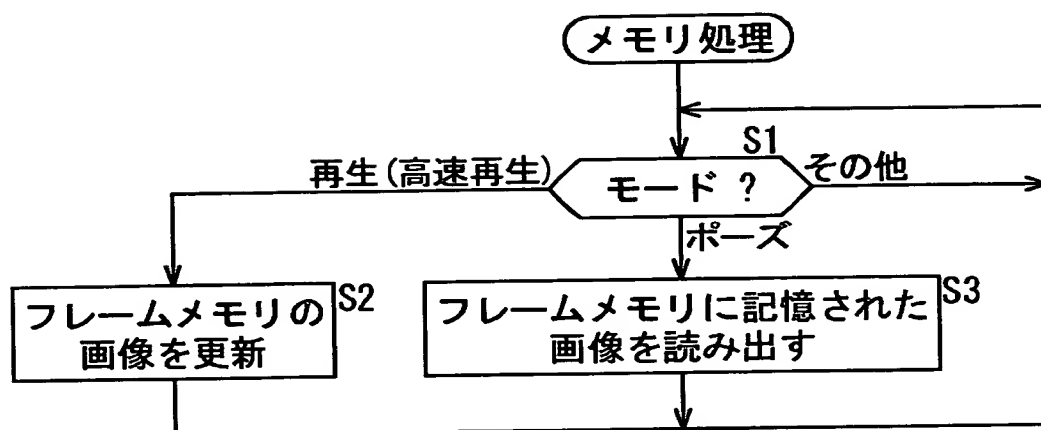 メモリ処理
S1
再生(高速再生)
モード ?
その他
ポーズ
フレームメモリの
画像を更新
S2
フレームメモリに記憶された
画像を読み出す
S3